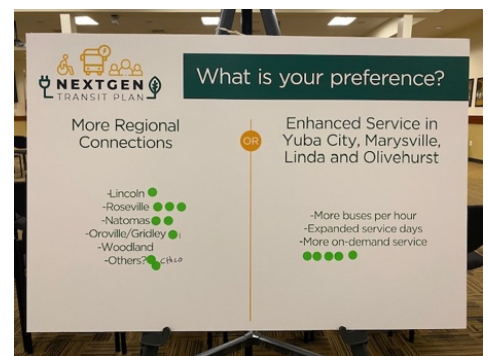 NEXTGEN
TRANSIT PLAN
What is your preference?
More Regional
Connections
-Lincoln
-Roseville
-Natomas
-Oroville/Gridley
-Woodland
-Others? CHICO
OR
Enhanced Service in
Yuba City, Marysville,
Linda and Olivehurst
-More buses per hour
-Expanded service days
-More on-demand service